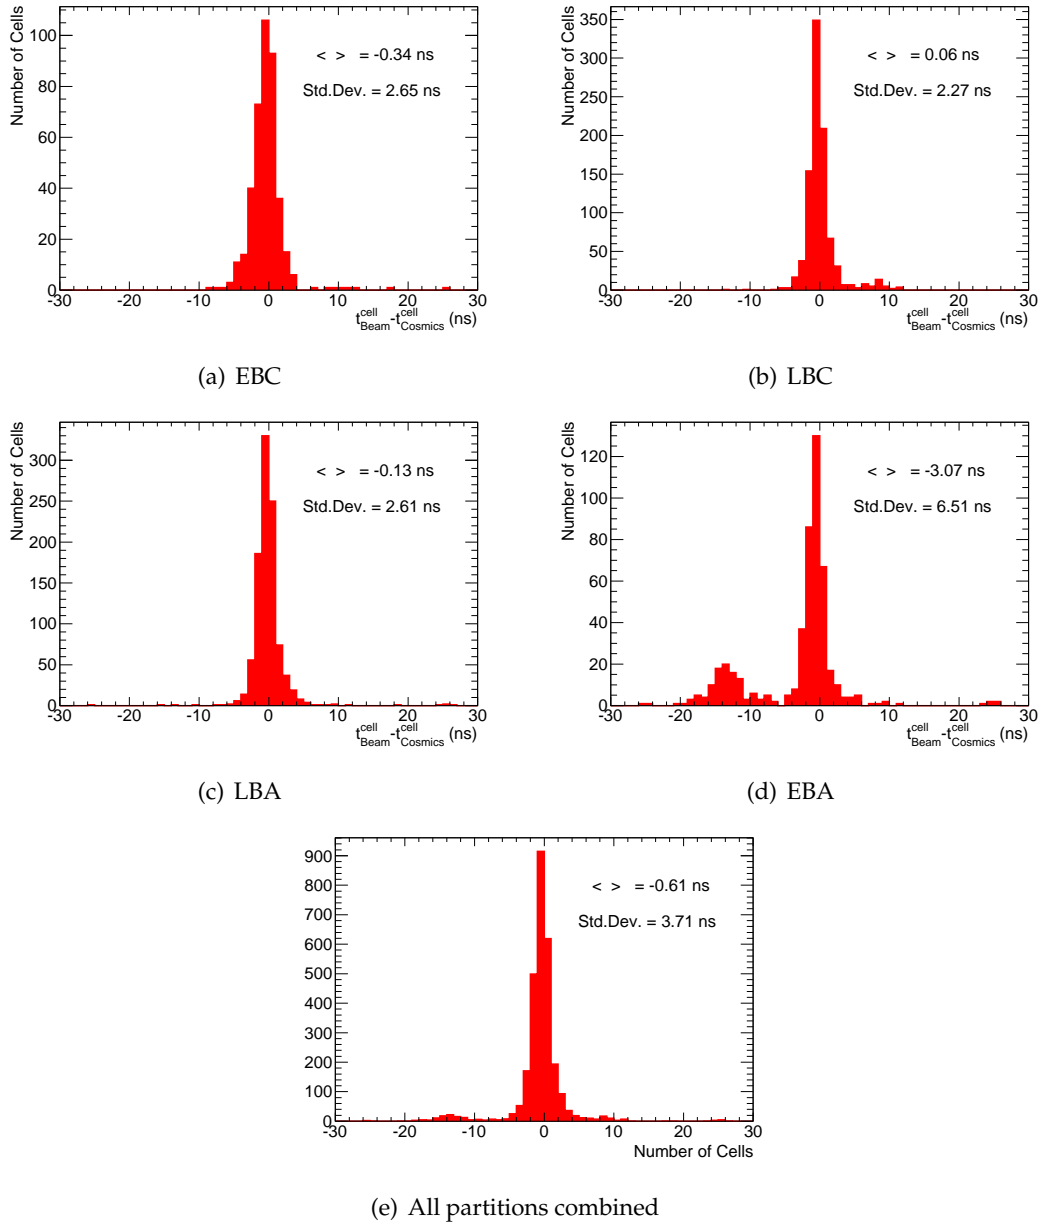 Number of Cells
100
80
60
40
20
0
-30 -20 -10 0 10 20 30
< > = -0.34 ns
Std.Dev. = 2.65 ns
t^cell_Beam-t^cell_Cosmics (ns)
(a) EBC
Number of Cells
350
300
250
200
150
100
50
0
-30 -20 -10 0 10 20 30
< > = 0.06 ns
Std.Dev. = 2.27 ns
t^cell_Beam-t^cell_Cosmics (ns)
(b) LBC
Number of Cells
300
250
200
150
100
50
0
-30 -20 -10 0 10 20 30
< > = -0.13 ns
Std.Dev. = 2.61 ns
t^cell_Beam-t^cell_Cosmics (ns)
(c) LBA
Number of Cells
120
100
80
60
40
20
0
-30 -20 -10 0 10 20 30
< > = -3.07 ns
Std.Dev. = 6.51 ns
t^cell_Beam-t^cell_Cosmics (ns)
(d) EBA
900
800
700
600
500
400
300
200
100
0
-30 -20 -10 0 10 20 30
< > = -0.61 ns
Std.Dev. = 3.71 ns
Number of Cells
(e) All partitions combined